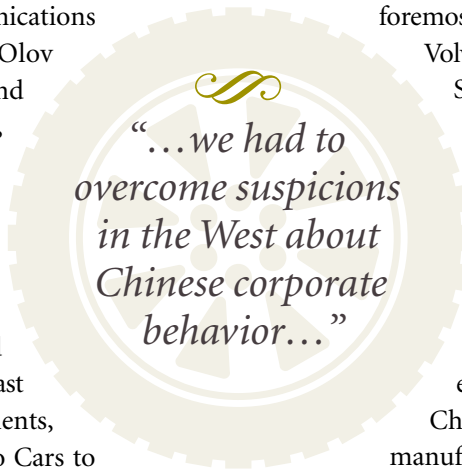 nications
Olov
nd
,
ast
ents,
o Cars to
“…we had to
overcome suspicions
in the West about
Chinese corporate
behavior…”
foremos
Volv
S
e
Ch
manuf